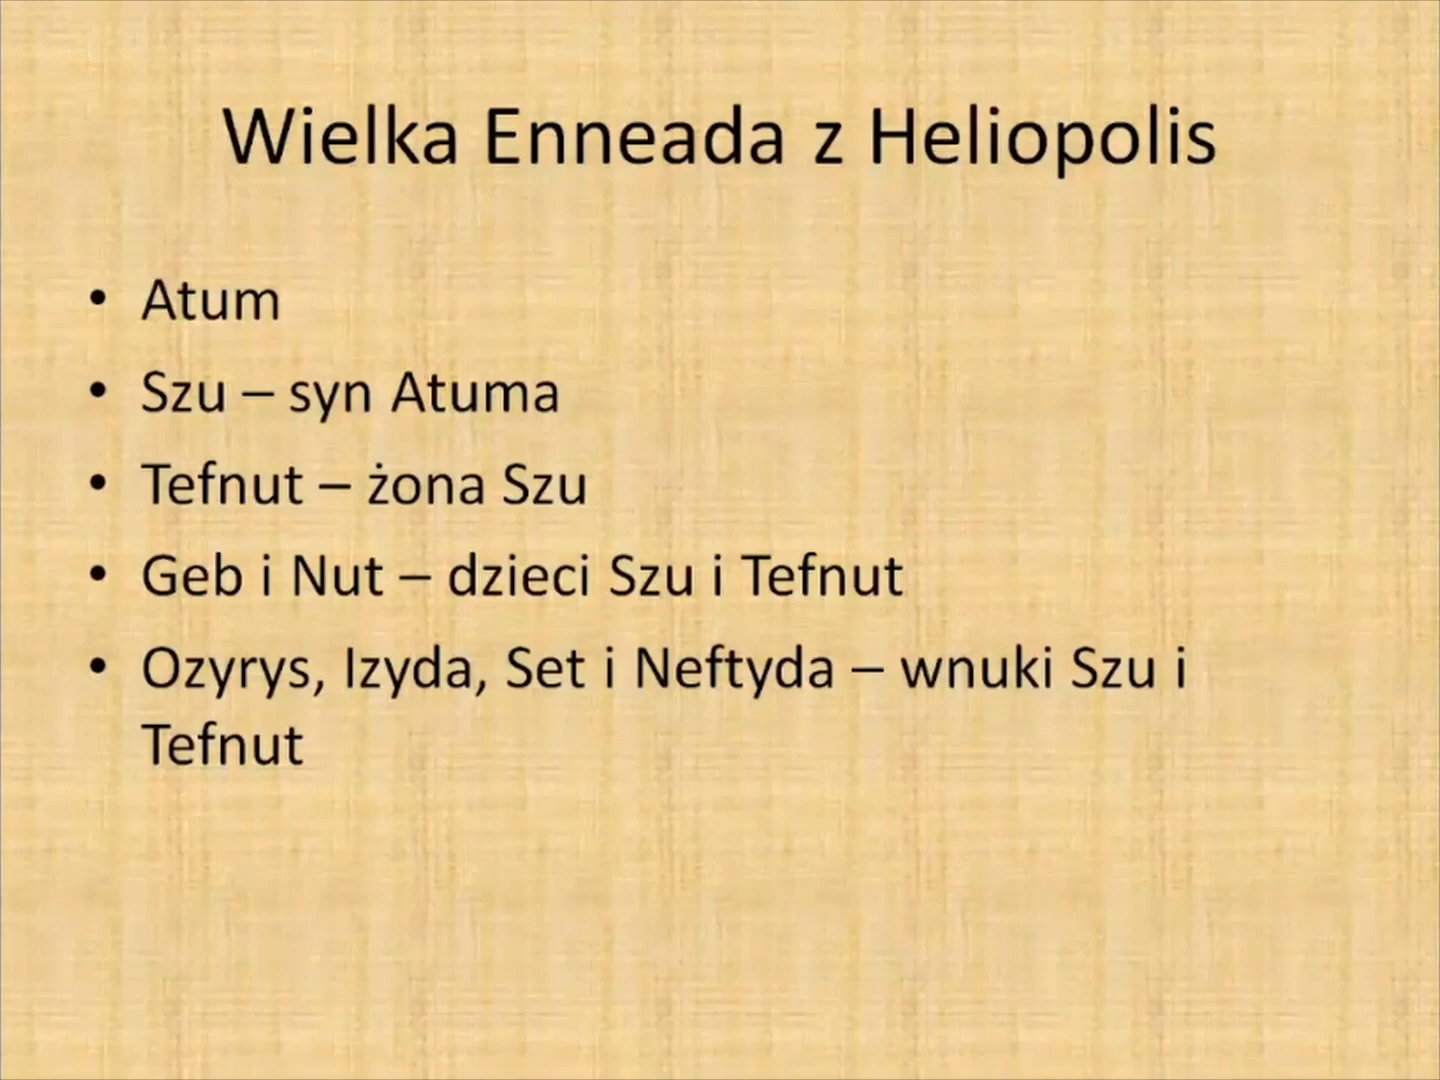 Wielka Enneada z Heliopolis
• Atum
• Szu – syn Atuma
• Tefnut – żona Szu
• Geb i Nut – dzieci Szu i Tefnut
• Ozyrys, Izyda, Set i Neftyda – wnuki Szu i
Tefnut